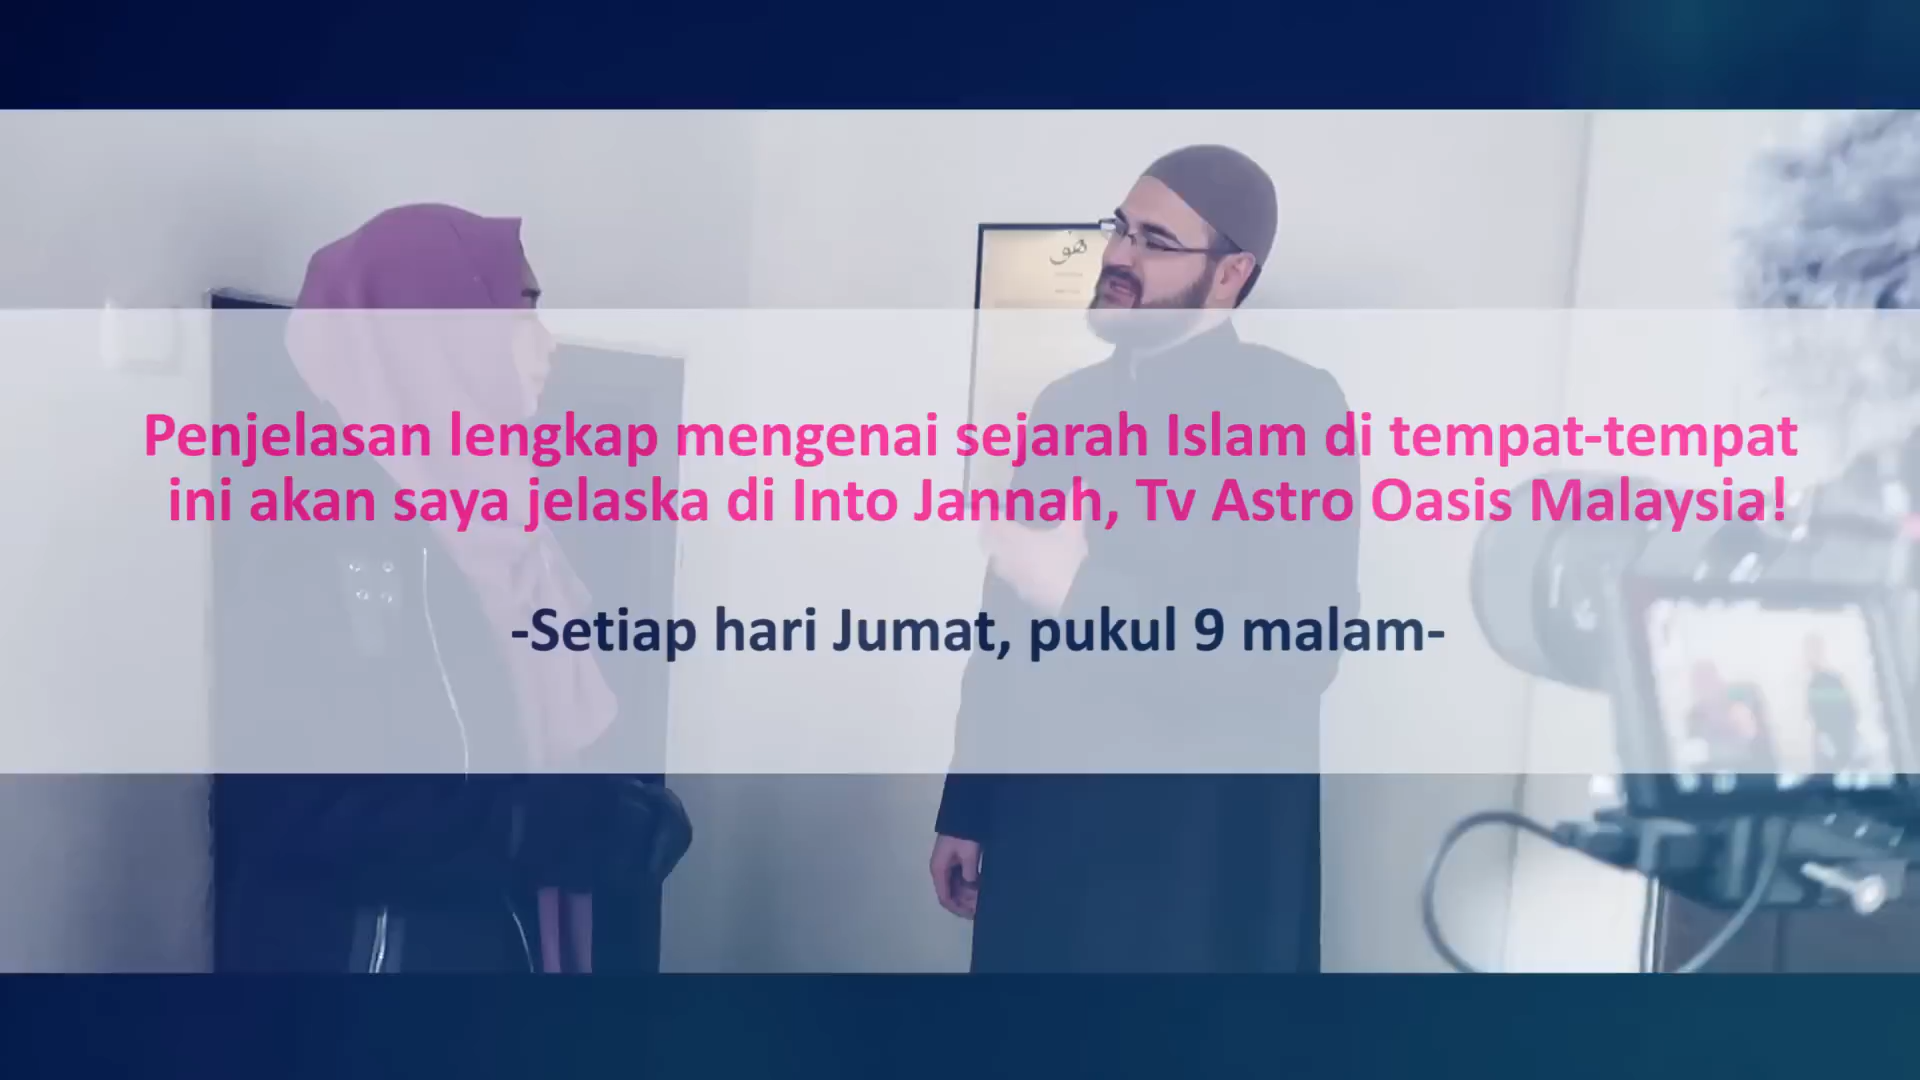 هو
Penjelasan lengkap mengenai sejarah Islam di tempat-tempat
ini akan saya jelaska di Into Jannah, Tv Astro Oasis Malaysia!
-Setiap hari Jumat, pukul 9 malam-